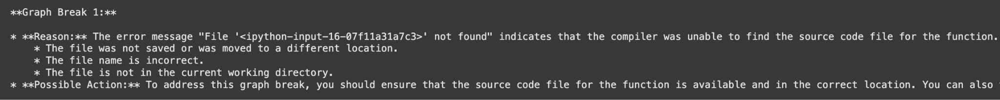 **Graph Break 1:**
* **Reason:** The error message "File '<ipython-input-16-07f11a31a7c3>' not found" indicates that the compiler was unable to find the source code file for the function.
* The file was not saved or was moved to a different location.
* The file name is incorrect.
* The file is not in the current working directory.
* **Possible Action:** To address this graph break, you should ensure that the source code file for the function is available and in the correct location. You can also